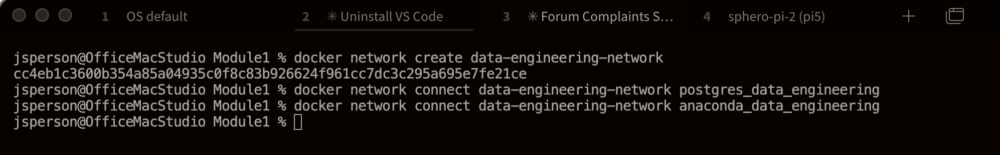 1 OS default 2 ✳ Uninstall VS Code 3 ✳ Forum Complaints S... 4 sphero-pi-2 (pi5)
jsperson@OfficeMacStudio Module1 % docker network create data-engineering-network
cc4eb1c3600b354a85a04935c0f8c83b926624f961cc7dc3c295a695e7fe21ce
jsperson@OfficeMacStudio Module1 % docker network connect data-engineering-network postgres_data_engineering
jsperson@OfficeMacStudio Module1 % docker network connect data-engineering-network anaconda_data_engineering
jsperson@OfficeMacStudio Module1 %